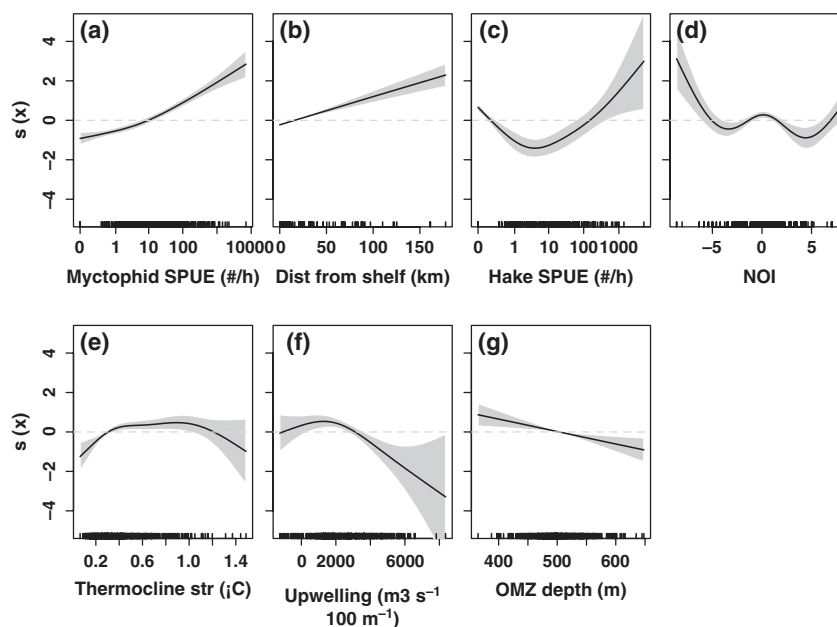 (a) (b) (c) (d)
s (x)
4
2
0
−2
−4
0 1 10 100 10000
Myctophid SPUE (#/h)
0 50 100 150
Dist from shelf (km)
0 1 10 1001000
Hake SPUE (#/h)
−5 0 5
NOI
(e) (f) (g)
s (x)
4
2
0
−2
−4
0.2 0.6 1.0 1.4
Thermocline str (¡C)
0 2000 6000
Upwelling (m3 s−1
100 m−1)
400 500 600
OMZ depth (m)